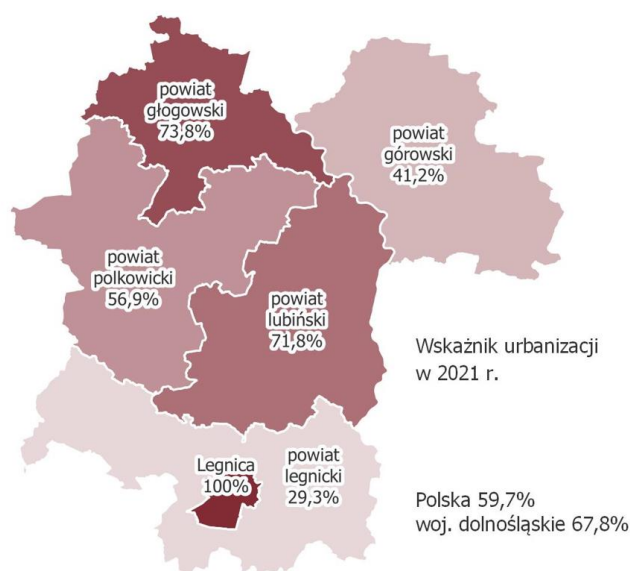 powiat
głogowski
73,8%
powiat
górowski
41,2%
powiat
polkowicki
56,9%
powiat
lubiński
71,8%
Wskaźnik urbanizacji
w 2021 r.
Legnica
100%
powiat
legnicki
29,3%
Polska 59,7%
woj. dolnośląskie 67,8%